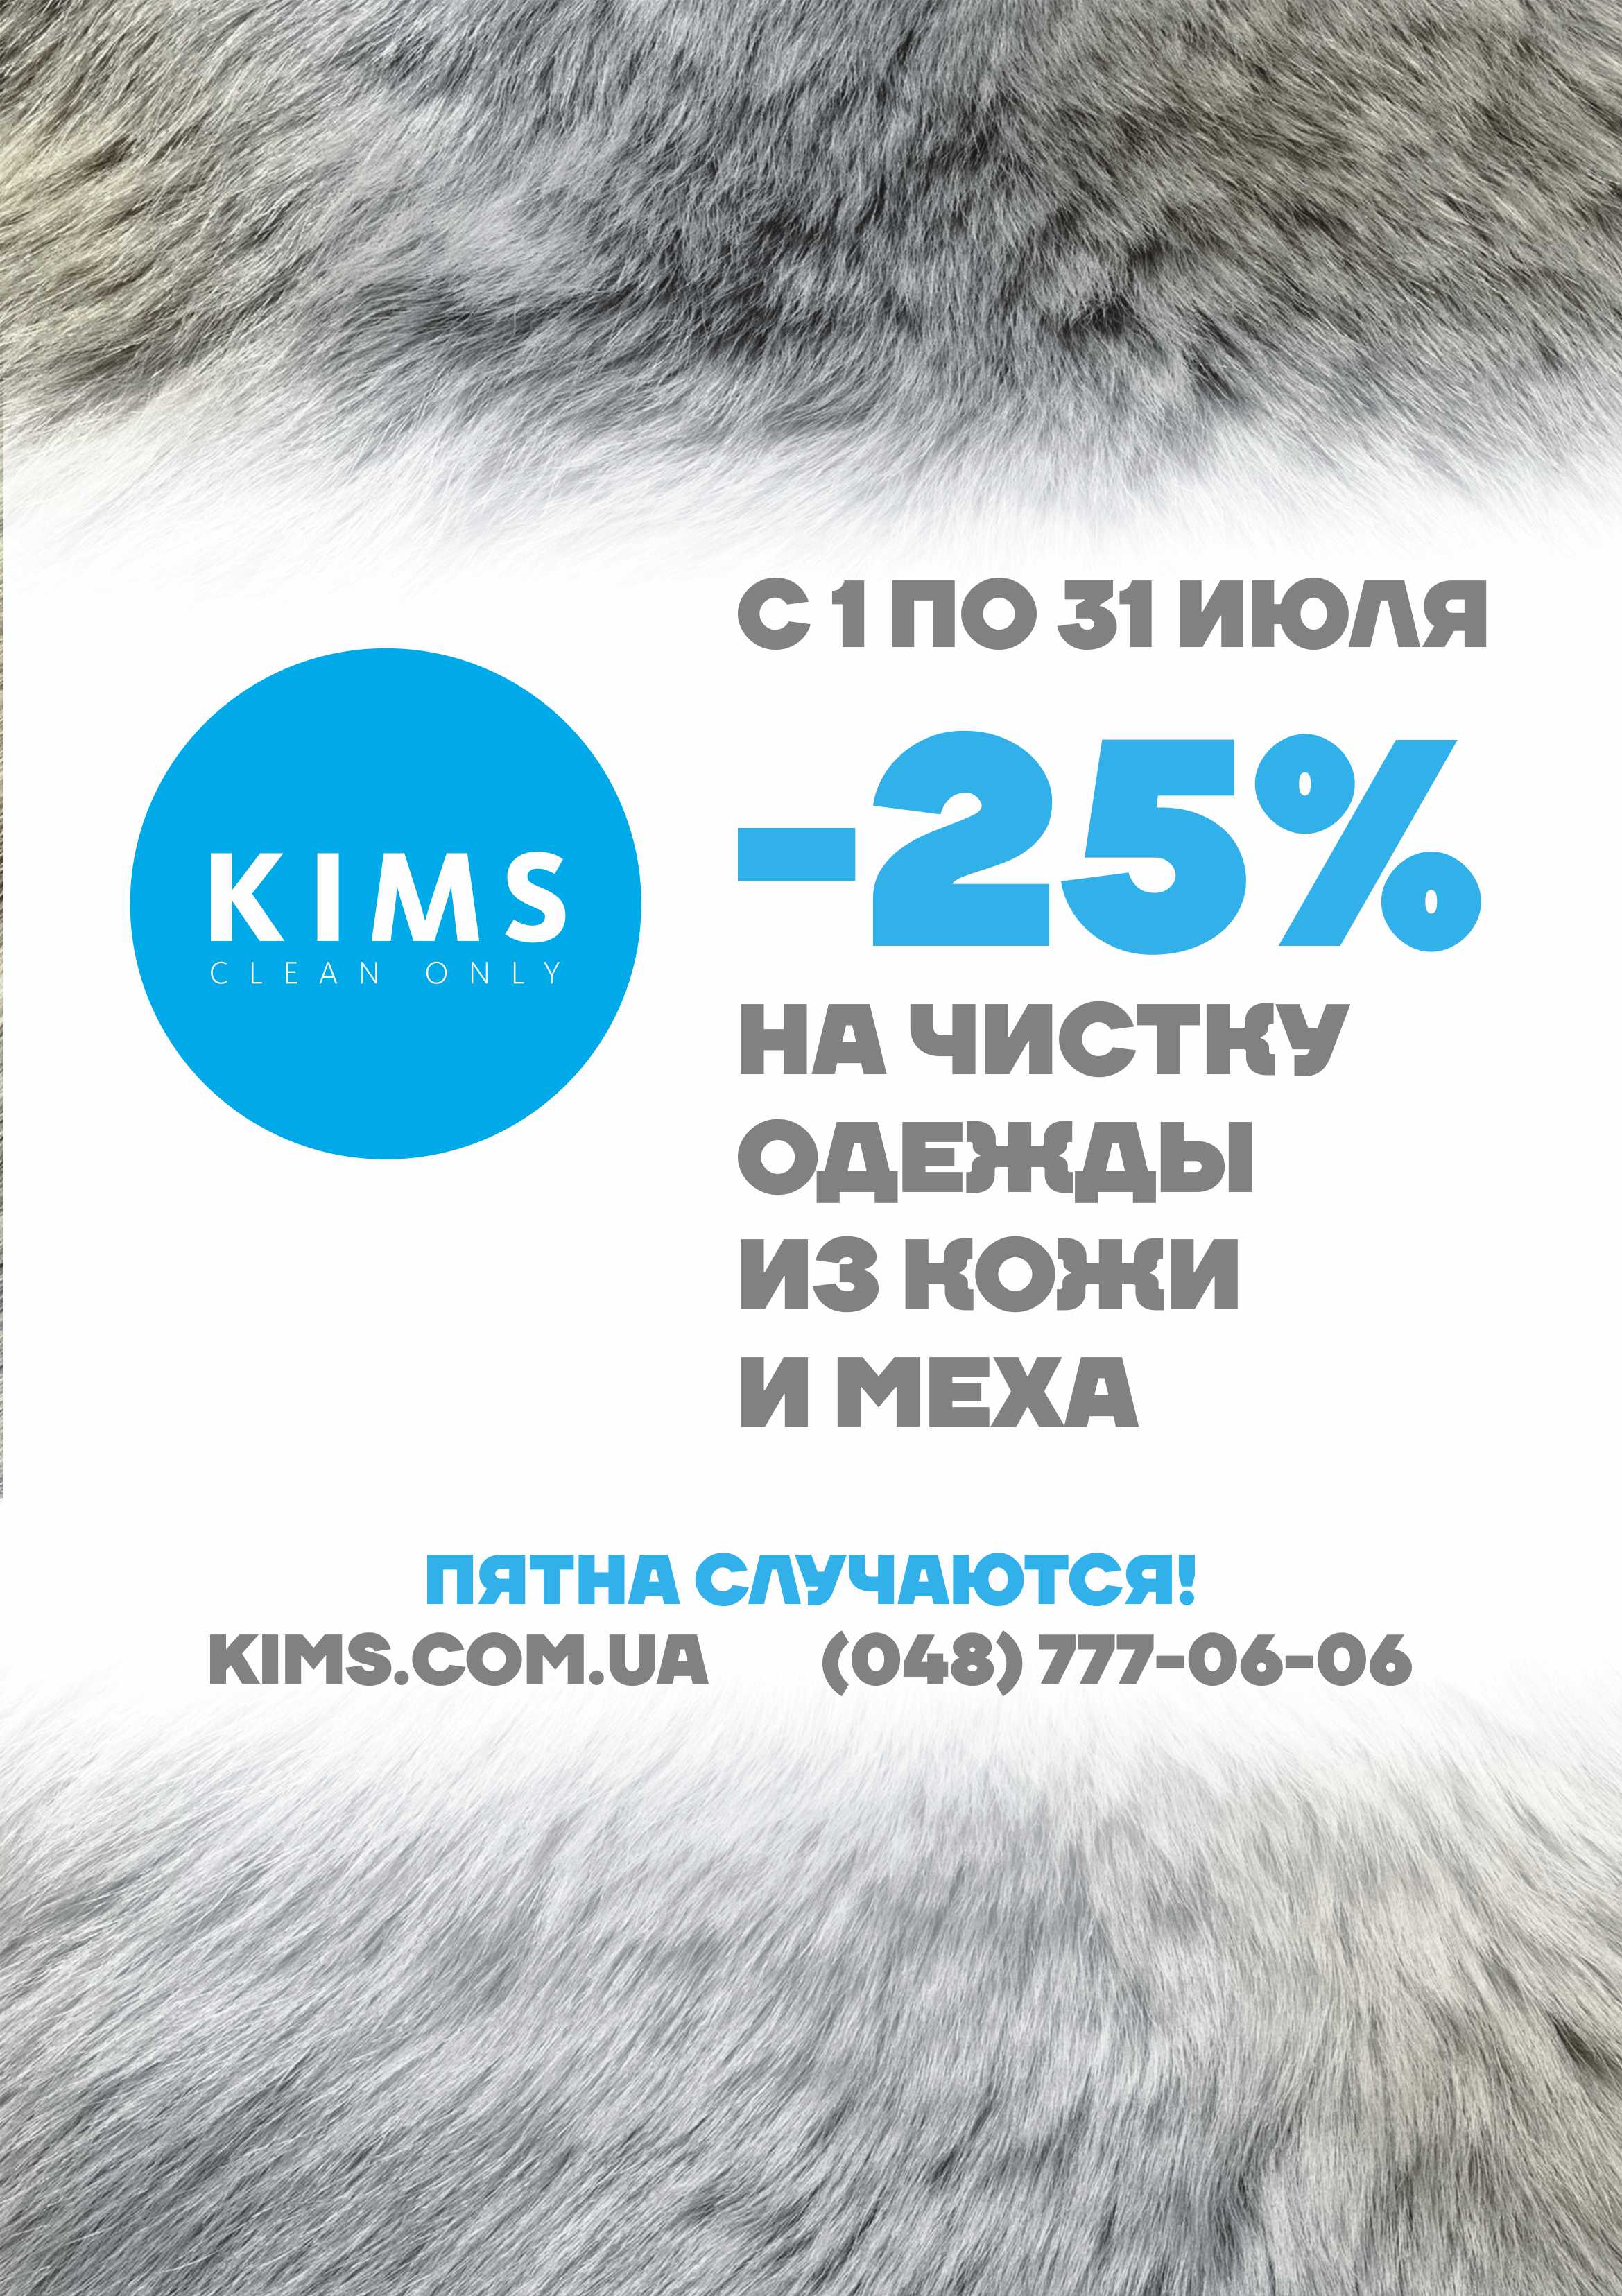 С 1 ПО 31 ИЮЛЯ
-25%
KIMS
CLEAN ONLY
НА ЧИСТКУ
ОДЕЖДЫ
ИЗ КОЖИ
И МЕХА
ПЯТНА СЛУЧАЮТСЯ!
KIMS.COM.UA (048) 777-06-06